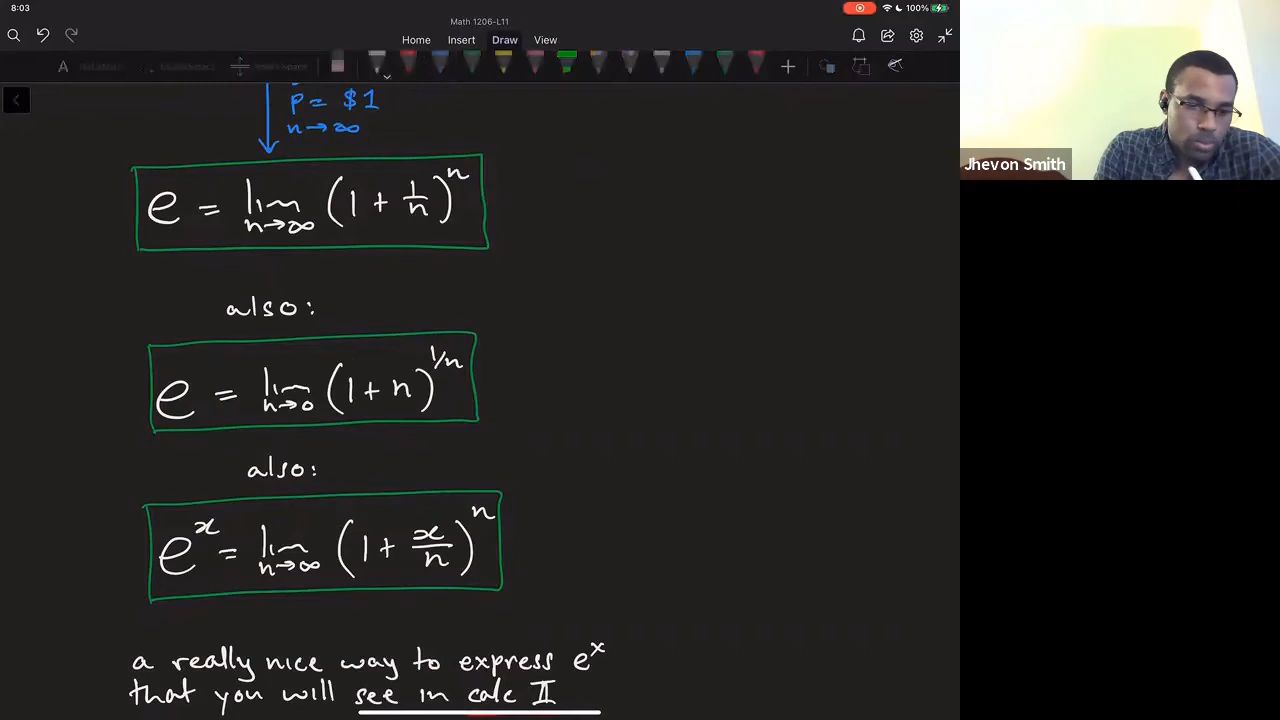 8:03
100%
Math 1206-L11
Home Insert Draw View
p = $1
n→∞
e = lim n→∞ (1 + 1/n)^n
also:
e = lim n→0 (1 + n)^1/n
also:
e^x = lim n→∞ (1 + x/n)^n
a really nice way to express e^x
that you will see in calc II
Jhevon Smith